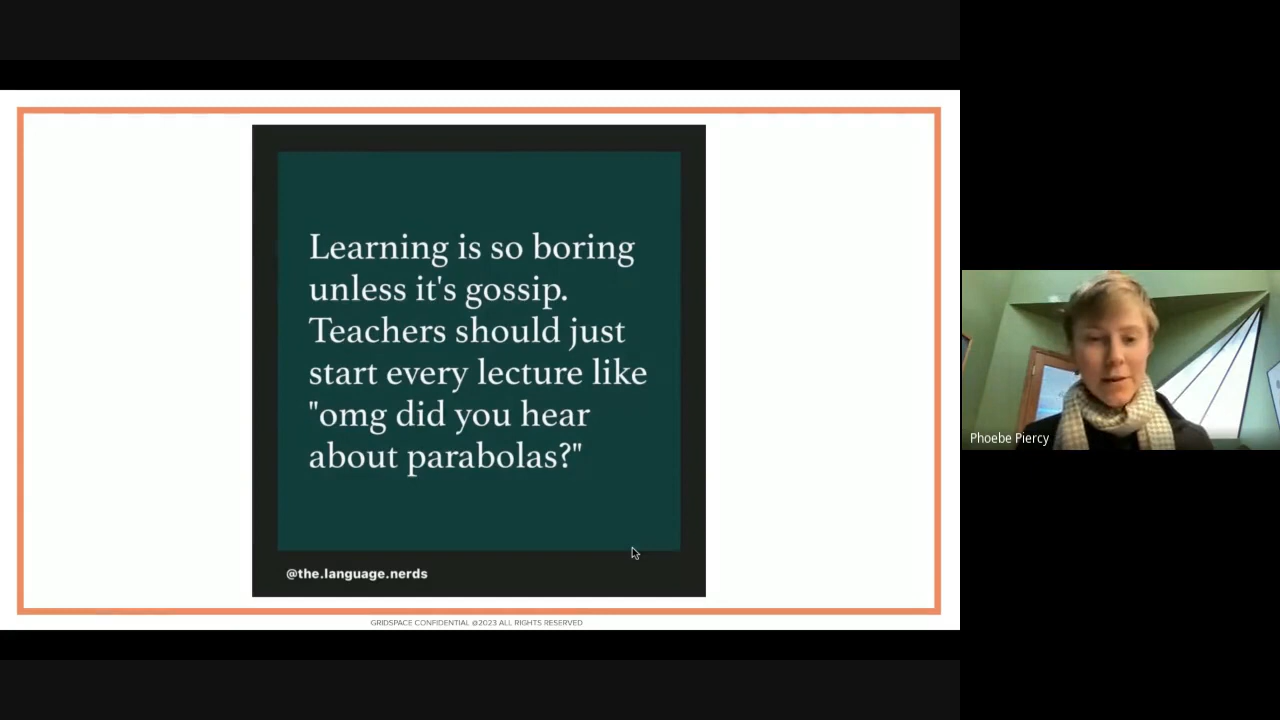 Learning is so boring
unless it's gossip.
Teachers should just
start every lecture like
"omg did you hear
about parabolas?"
@the.language.nerds
GRIDSPACE CONFIDENTIAL @2023 ALL RIGHTS RESERVED
Phoebe Piercy